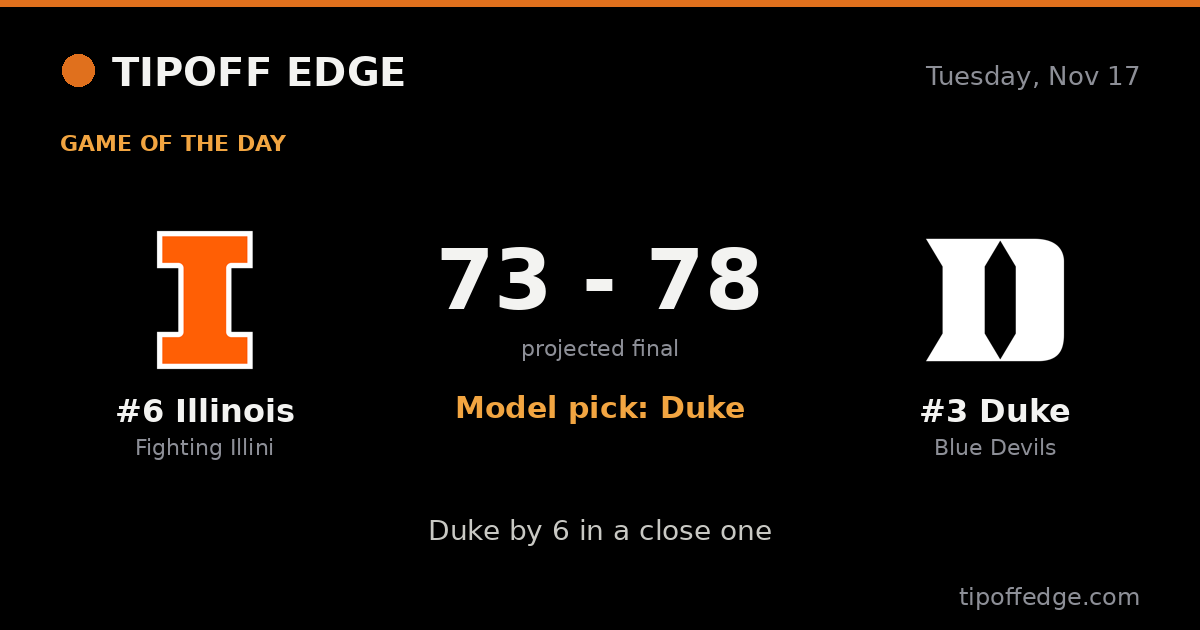 TIPOFF EDGE
Tuesday, Nov 17
GAME OF THE DAY
73 - 78
projected final
Model pick: Duke
#6 Illinois
Fighting Illini
#3 Duke
Blue Devils
Duke by 6 in a close one
tipoffedge.com